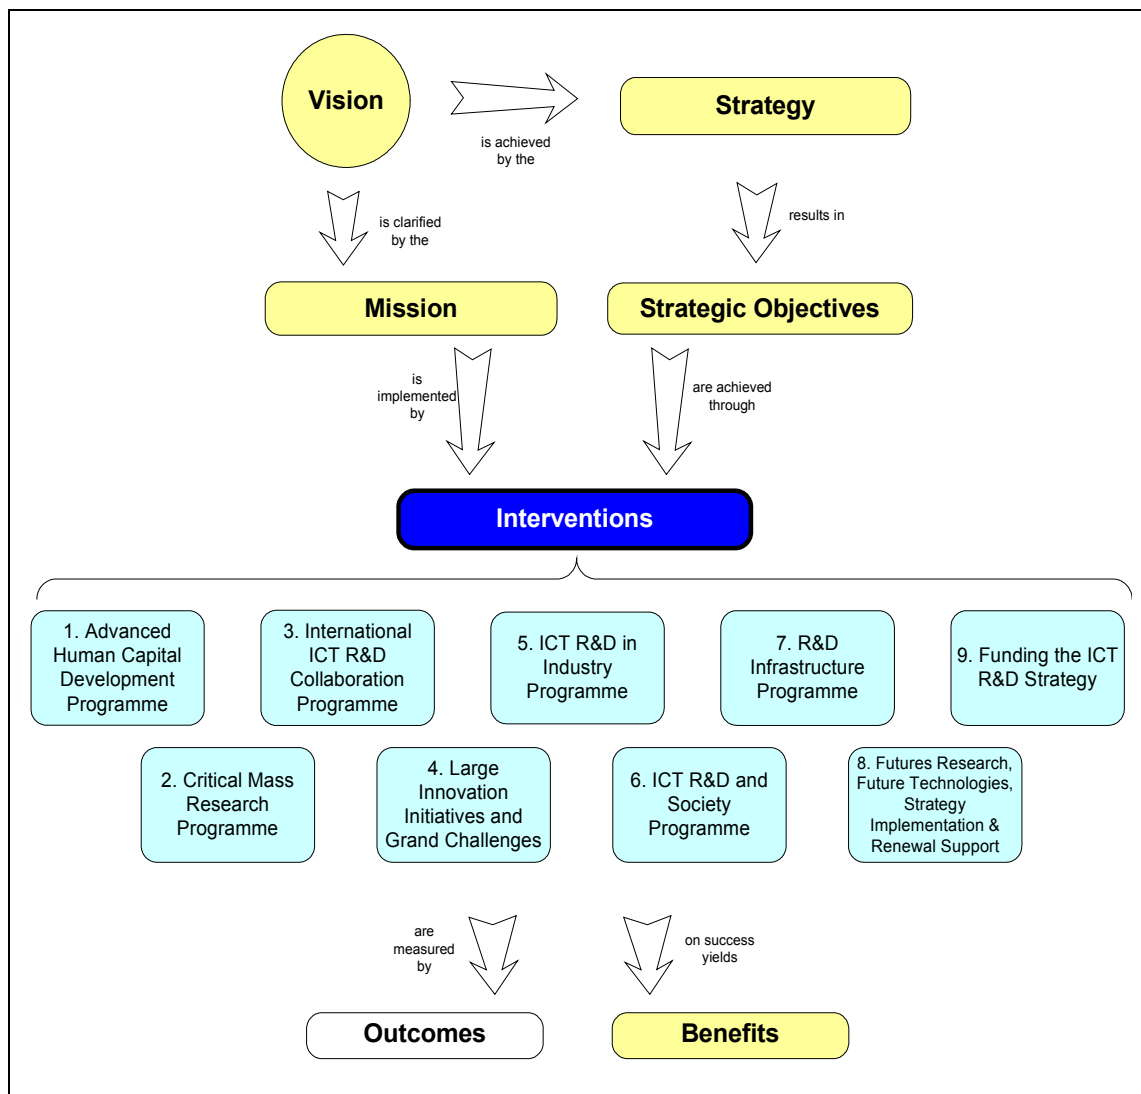 Vision
Strategy
is achieved
by the
is clarified
by the
results in
Mission
Strategic Objectives
is
implemented
by
are achieved
through
Interventions
1. Advanced
Human Capital
Development
Programme
3. International
ICT R&D
Collaboration
Programme
5. ICT R&D in
Industry
Programme
7. R&D
Infrastructure
Programme
9. Funding the ICT
R&D Strategy
2. Critical Mass
Research
Programme
4. Large
Innovation
Initiatives and
Grand Challenges
6. ICT R&D and
Society
Programme
8. Futures Research,
Future Technologies,
Strategy
Implementation &
Renewal Support
are
measured
by
on success
yields
Outcomes
Benefits